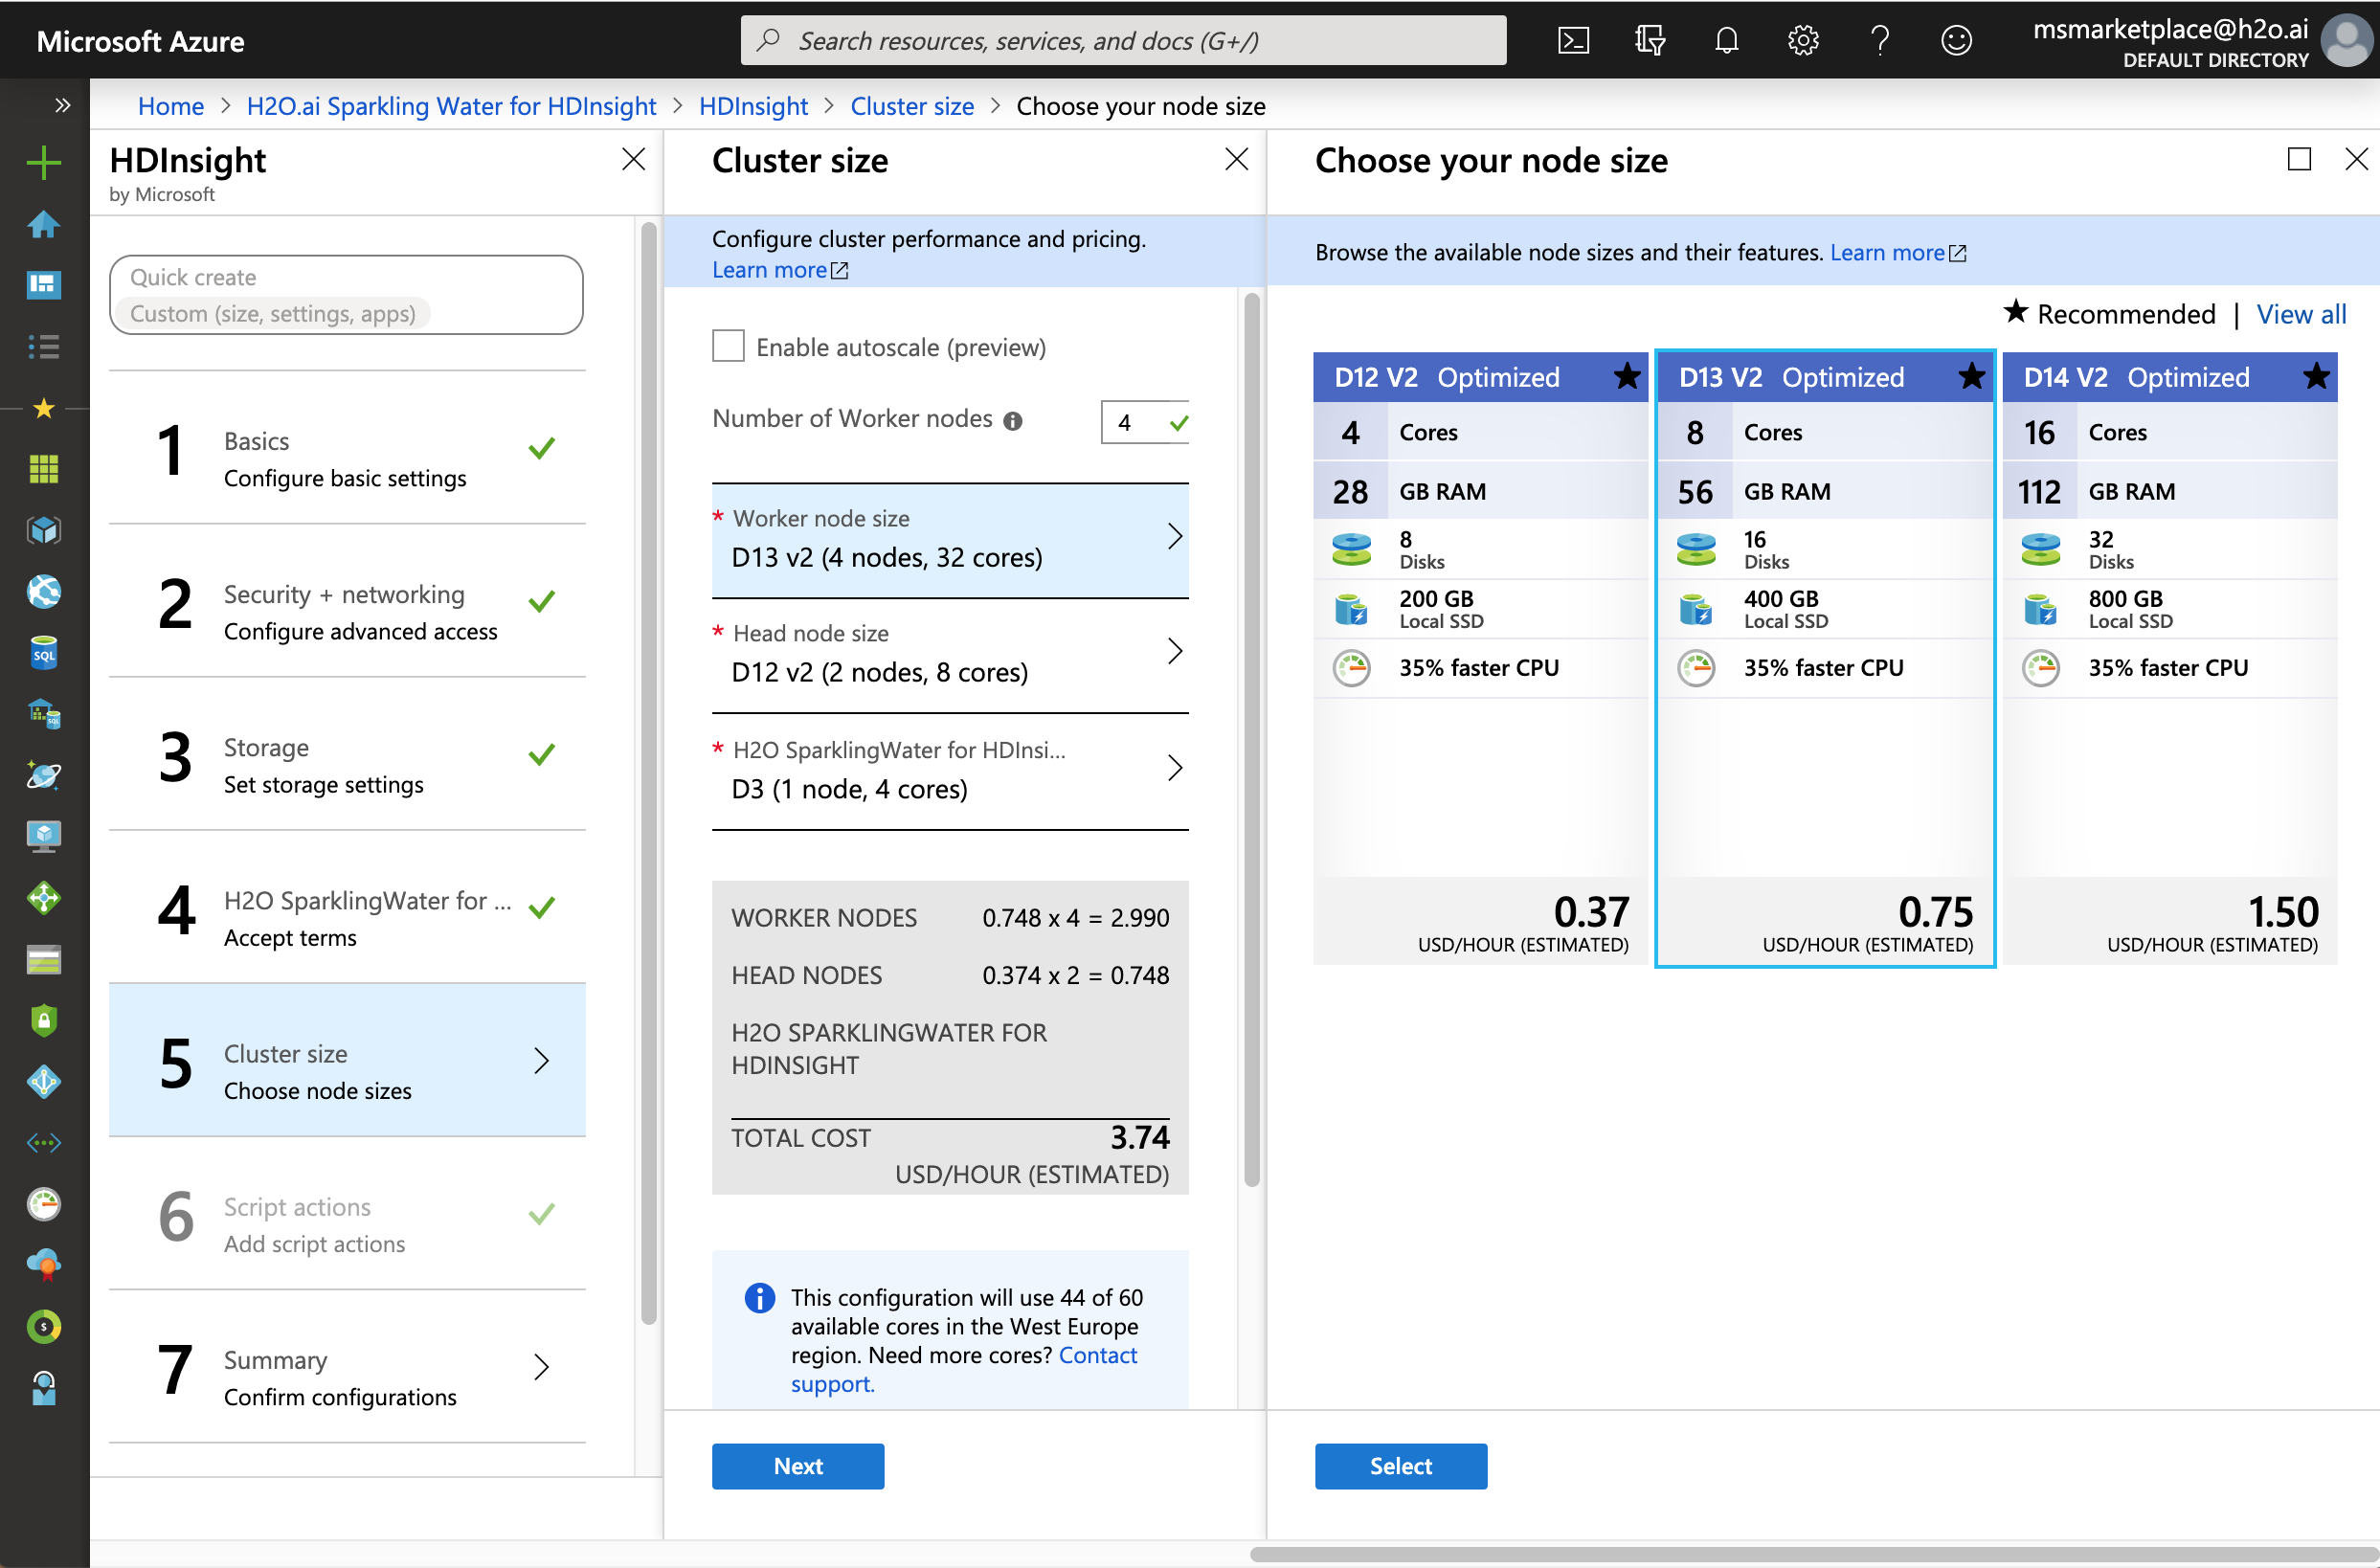 Microsoft Azure
Search resources, services, and docs (G+/)
msmarketplace@h2o.ai
DEFAULT DIRECTORY
Home > H2O.ai Sparkling Water for HDInsight > HDInsight > Cluster size > Choose your node size
HDInsight
by Microsoft
Quick create
Custom (size, settings, apps)
1
Basics
Configure basic settings
2
Security + networking
Configure advanced access
3
Storage
Set storage settings
4
H2O SparklingWater for ...
Accept terms
5
Cluster size
Choose node sizes
6
Script actions
Add script actions
7
Summary
Confirm configurations
Cluster size
Configure cluster performance and pricing.
Learn more
Enable autoscale (preview)
Number of Worker nodes
4
* Worker node size
D13 v2 (4 nodes, 32 cores)
* Head node size
D12 v2 (2 nodes, 8 cores)
* H2O SparklingWater for HDInsi...
D3 (1 node, 4 cores)
WORKER NODES 0.748 x 4 = 2.990
HEAD NODES 0.374 x 2 = 0.748
H2O SPARKLINGWATER FOR
HDINSIGHT
TOTAL COST 3.74
USD/HOUR (ESTIMATED)
This configuration will use 44 of 60
available cores in the West Europe
region. Need more cores? Contact
support.
Next
Choose your node size
Browse the available node sizes and their features. Learn more
★ Recommended | View all
D12 V2 Optimized ★
4 Cores
28 GB RAM
8
Disks
200 GB
Local SSD
35% faster CPU
0.37
USD/HOUR (ESTIMATED)
D13 V2 Optimized ★
8 Cores
56 GB RAM
16
Disks
400 GB
Local SSD
35% faster CPU
0.75
USD/HOUR (ESTIMATED)
D14 V2 Optimized ★
16 Cores
112 GB RAM
32
Disks
800 GB
Local SSD
35% faster CPU
1.50
USD/HOUR (ESTIMATED)
Select
SQL